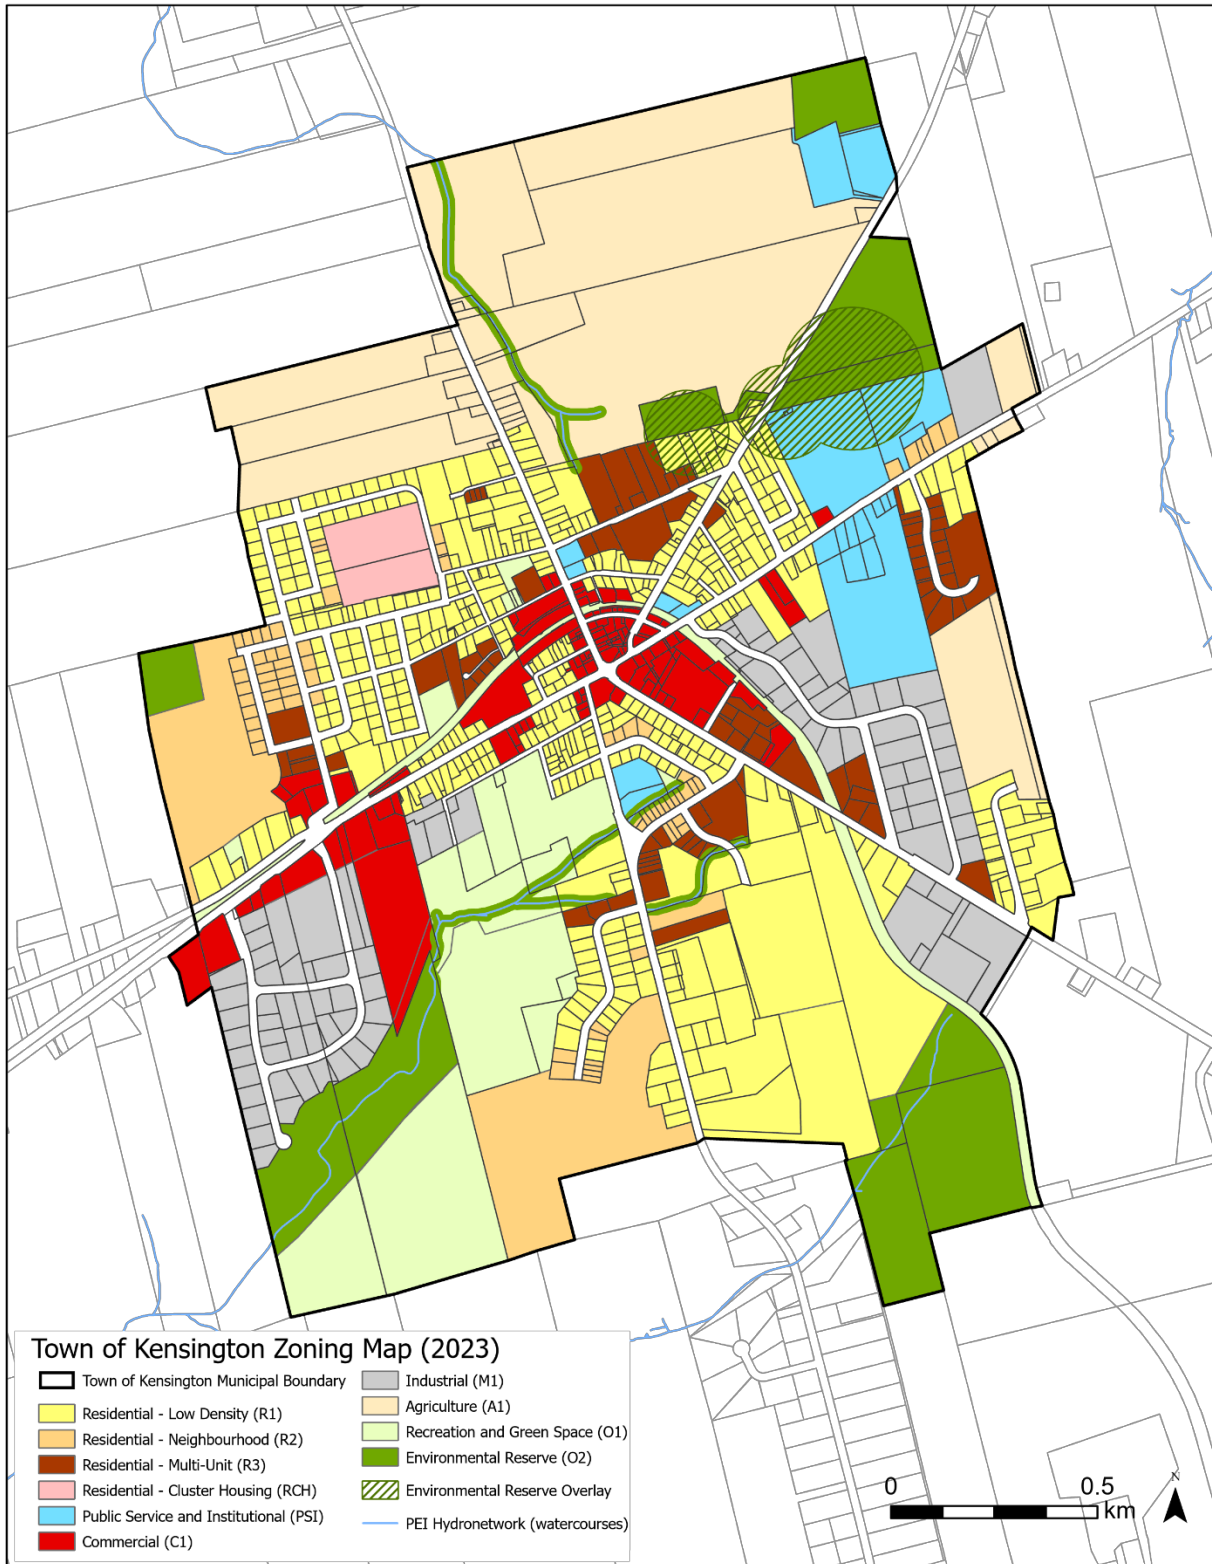 Town of Kensington Zoning Map (2023)
Town of Kensington Municipal Boundary
Residential - Low Density (R1)
Residential - Neighbourhood (R2)
Residential - Multi-Unit (R3)
Residential - Cluster Housing (RCH)
Public Service and Institutional (PSI)
Commercial (C1)
Industrial (M1)
Agriculture (A1)
Recreation and Green Space (O1)
Environmental Reserve (O2)
Environmental Reserve Overlay
PEI Hydronetwork (watercourses)
0 0.5
km
N